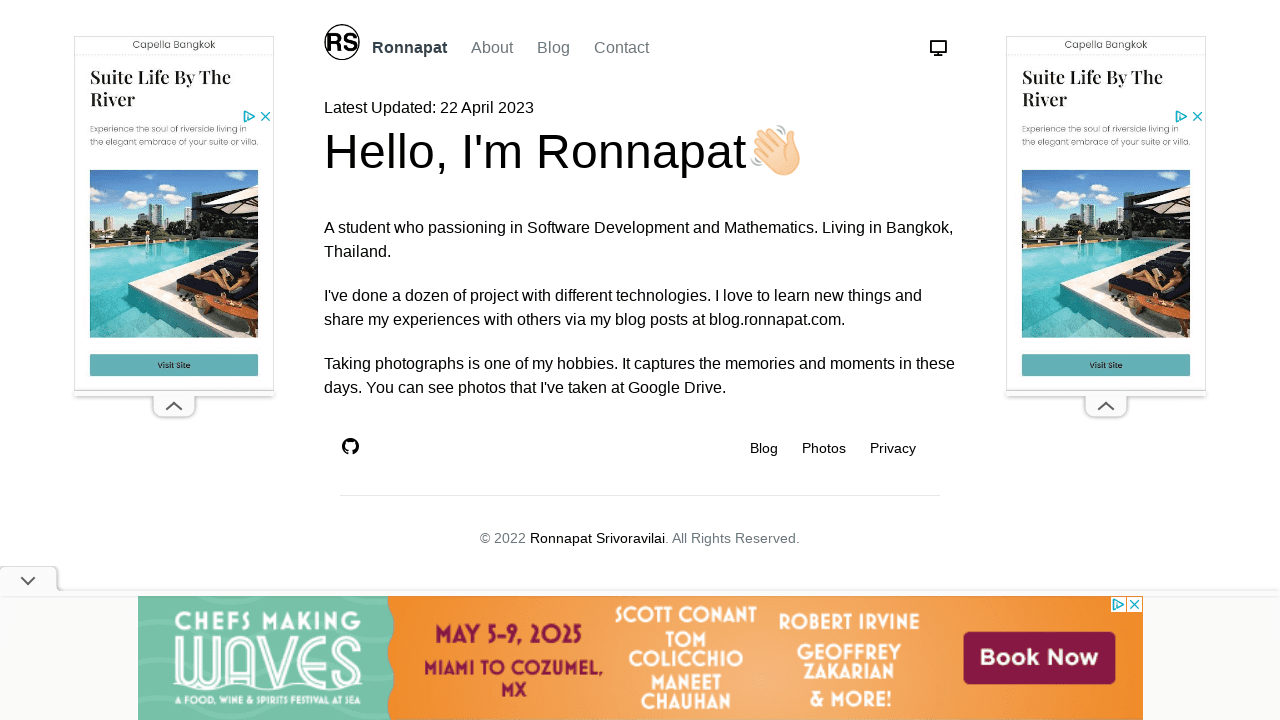 RS Ronnapat About Blog Contact
Latest Updated: 22 April 2023
Hello, I'm Ronnapat
A student who passioning in Software Development and Mathematics. Living in Bangkok,
Thailand.
I've done a dozen of project with different technologies. I love to learn new things and
share my experiences with others via my blog posts at blog.ronnapat.com.
Taking photographs is one of my hobbies. It captures the memories and moments in these
days. You can see photos that I've taken at Google Drive.
Blog Photos Privacy
© 2022 Ronnapat Srivoravilai. All Rights Reserved.
Capella Bangkok
Suite Life By The
River
Experience the soul of riverside living in
the elegant embrace of your suite or villa.
Visit Site
Capella Bangkok
Suite Life By The
River
Experience the soul of riverside living in
the elegant embrace of your suite or villa.
Visit Site
CHEFS MAKING
WAVES
A FOOD, WINE & SPIRITS FESTIVAL AT SEA
MAY 5-9, 2025
MIAMI TO COZUMEL,
MX
SCOTT CONANT
TOM
COLICCHIO
MANEET
CHAUHAN
ROBERT IRVINE
GEOFFREY
ZAKARIAN
& MORE!
Book Now